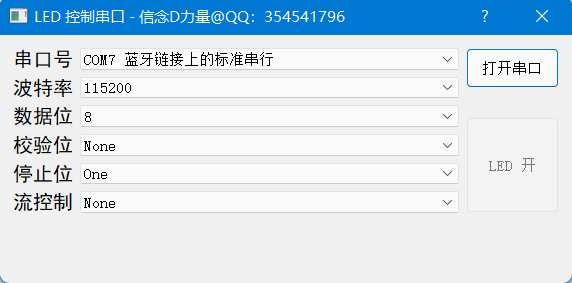 LED 控制串口 - 信念D力量@QQ：354541796
串口号 COM7 蓝牙链接上的标准串行 打开串口
波特率 115200
数据位 8
校验位 None
LED 开
停止位 One
流控制 None